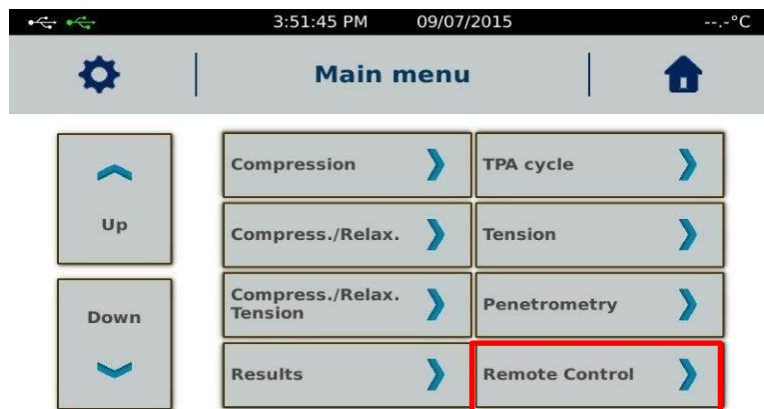 3:51:45 PM 09/07/2015 --.-°C
Main menu
Up
Down
Compression
TPA cycle
Compress./Relax.
Tension
Compress./Relax.
Tension
Penetrometry
Results
Remote Control